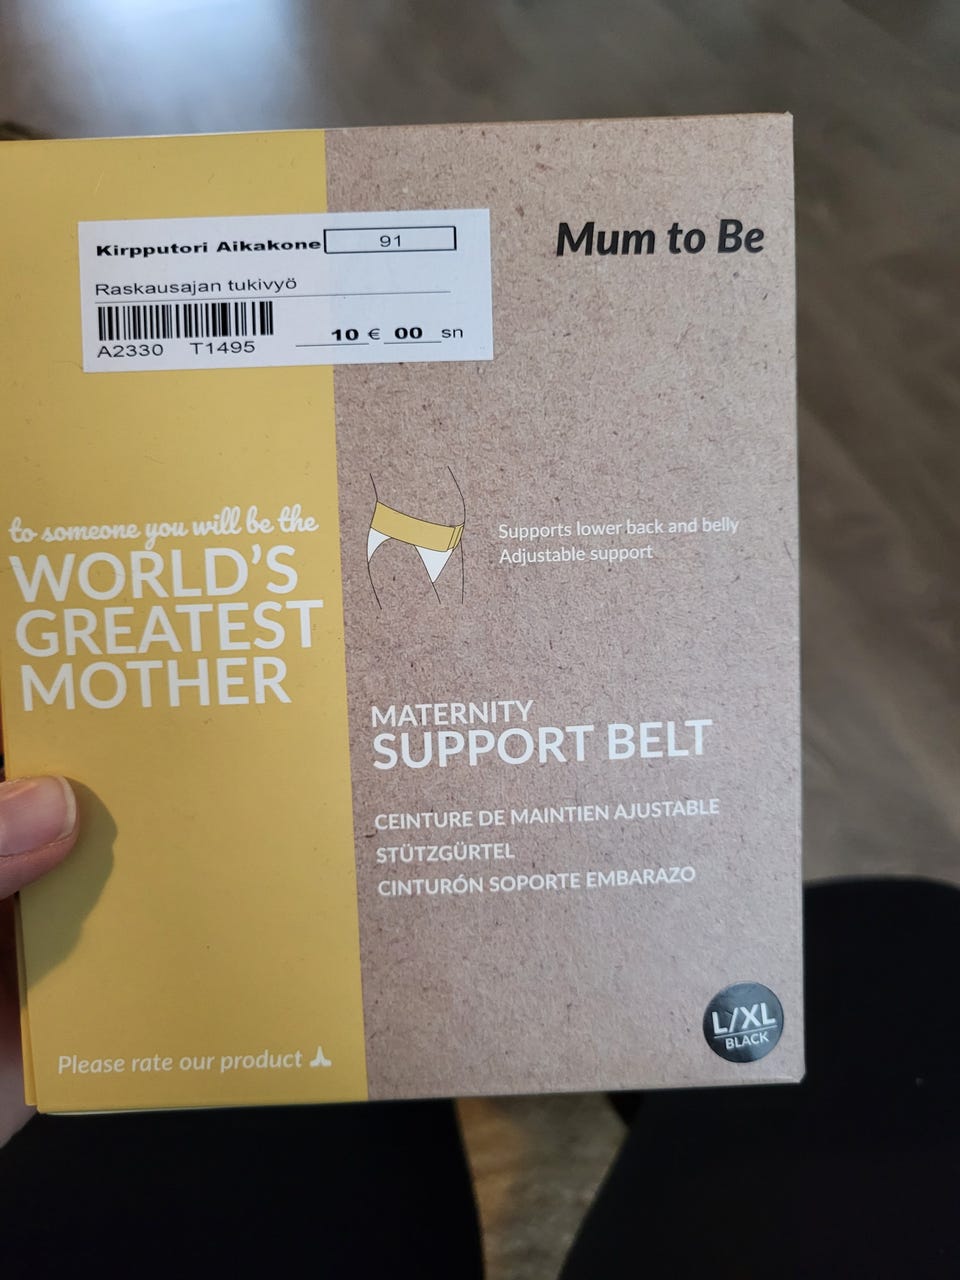 Kirpputori Aikakone 91
Raskausajan tukivyö
10 € 00 sn
A2330 T1495
Mum to Be
to someone you will be the
WORLD'S
GREATEST
MOTHER
Supports lower back and belly
Adjustable support
MATERNITY
SUPPORT BELT
CEINTURE DE MAINTIEN AJUSTABLE
STÜTZGÜRTEL
CINTURÓN SOPORTE EMBARAZO
L/XL
BLACK
Please rate our product